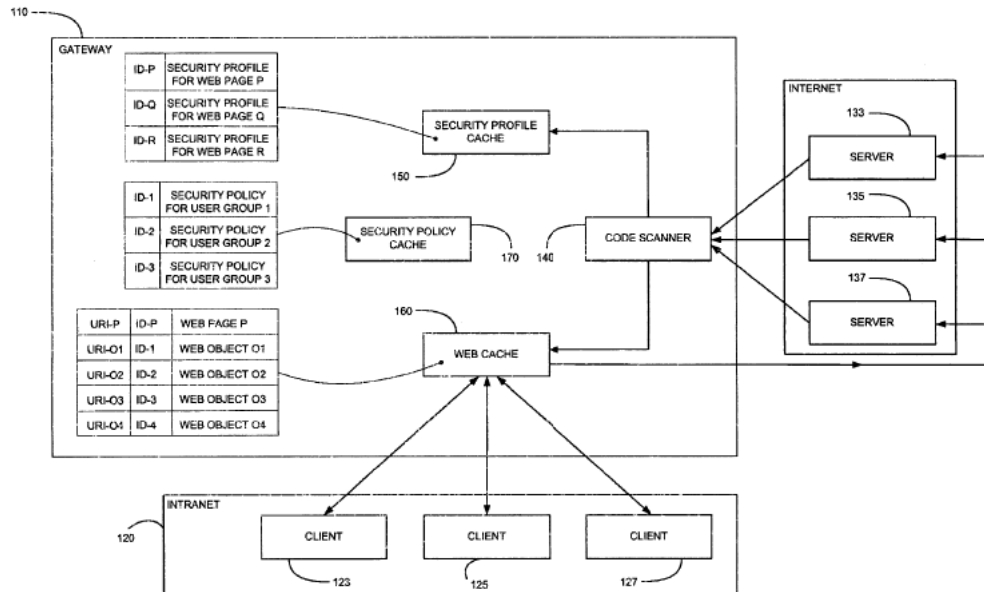 110
GATEWAY
ID-P SECURITY PROFILE
FOR WEB PAGE P
ID-Q SECURITY PROFILE
FOR WEB PAGE Q
ID-R SECURITY PROFILE
FOR WEB PAGE R
SECURITY PROFILE
CACHE
150
INTERNET
133
SERVER
135
SERVER
137
SERVER
ID-1 SECURITY POLICY
FOR USER GROUP 1
ID-2 SECURITY POLICY
FOR USER GROUP 2
ID-3 SECURITY POLICY
FOR USER GROUP 3
SECURITY POLICY
CACHE
170
140
CODE SCANNER
160
WEB CACHE
URI-P ID-P WEB PAGE P
URI-O1 ID-1 WEB OBJECT O1
URI-O2 ID-2 WEB OBJECT O2
URI-O3 ID-3 WEB OBJECT O3
URI-O4 ID-4 WEB OBJECT O4
INTRANET
120
CLIENT
CLIENT
CLIENT
123
125
127